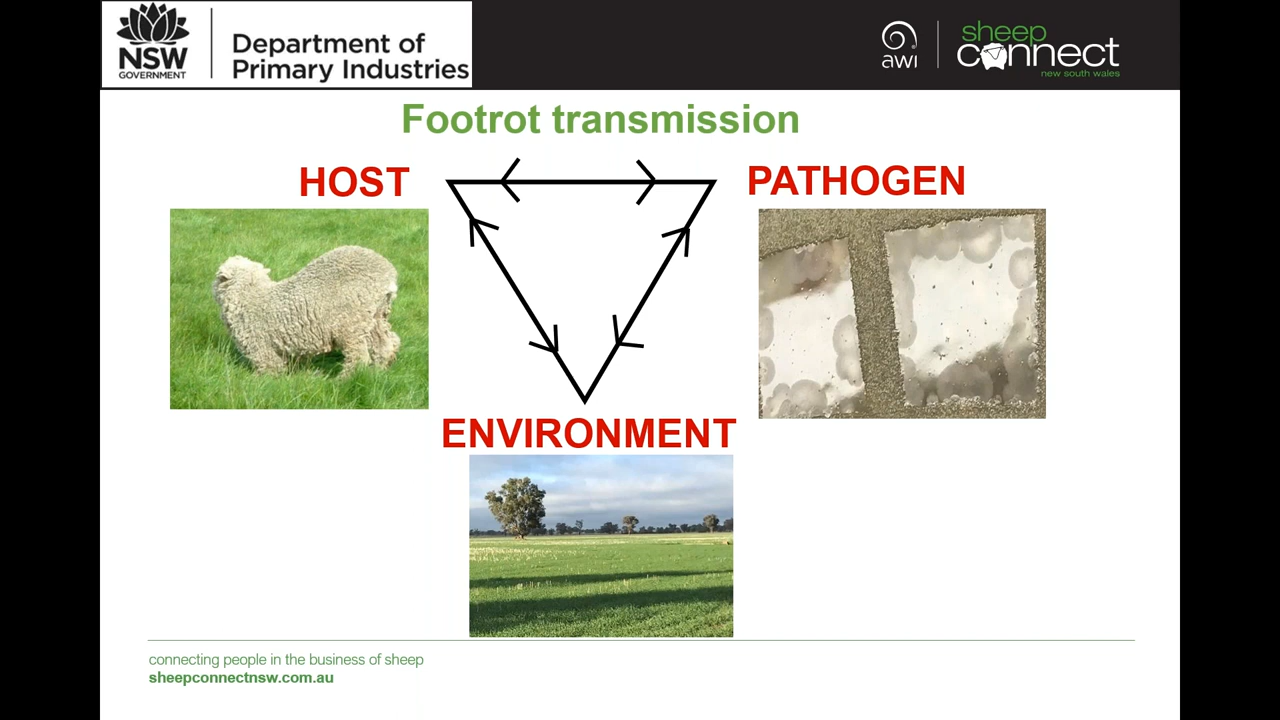 NSW
GOVERNMENT
Department of
Primary Industries
awi
sheep
connect
new south wales
Footrot transmission
HOST
PATHOGEN
ENVIRONMENT
connecting people in the business of sheep
sheepconnectnsw.com.au